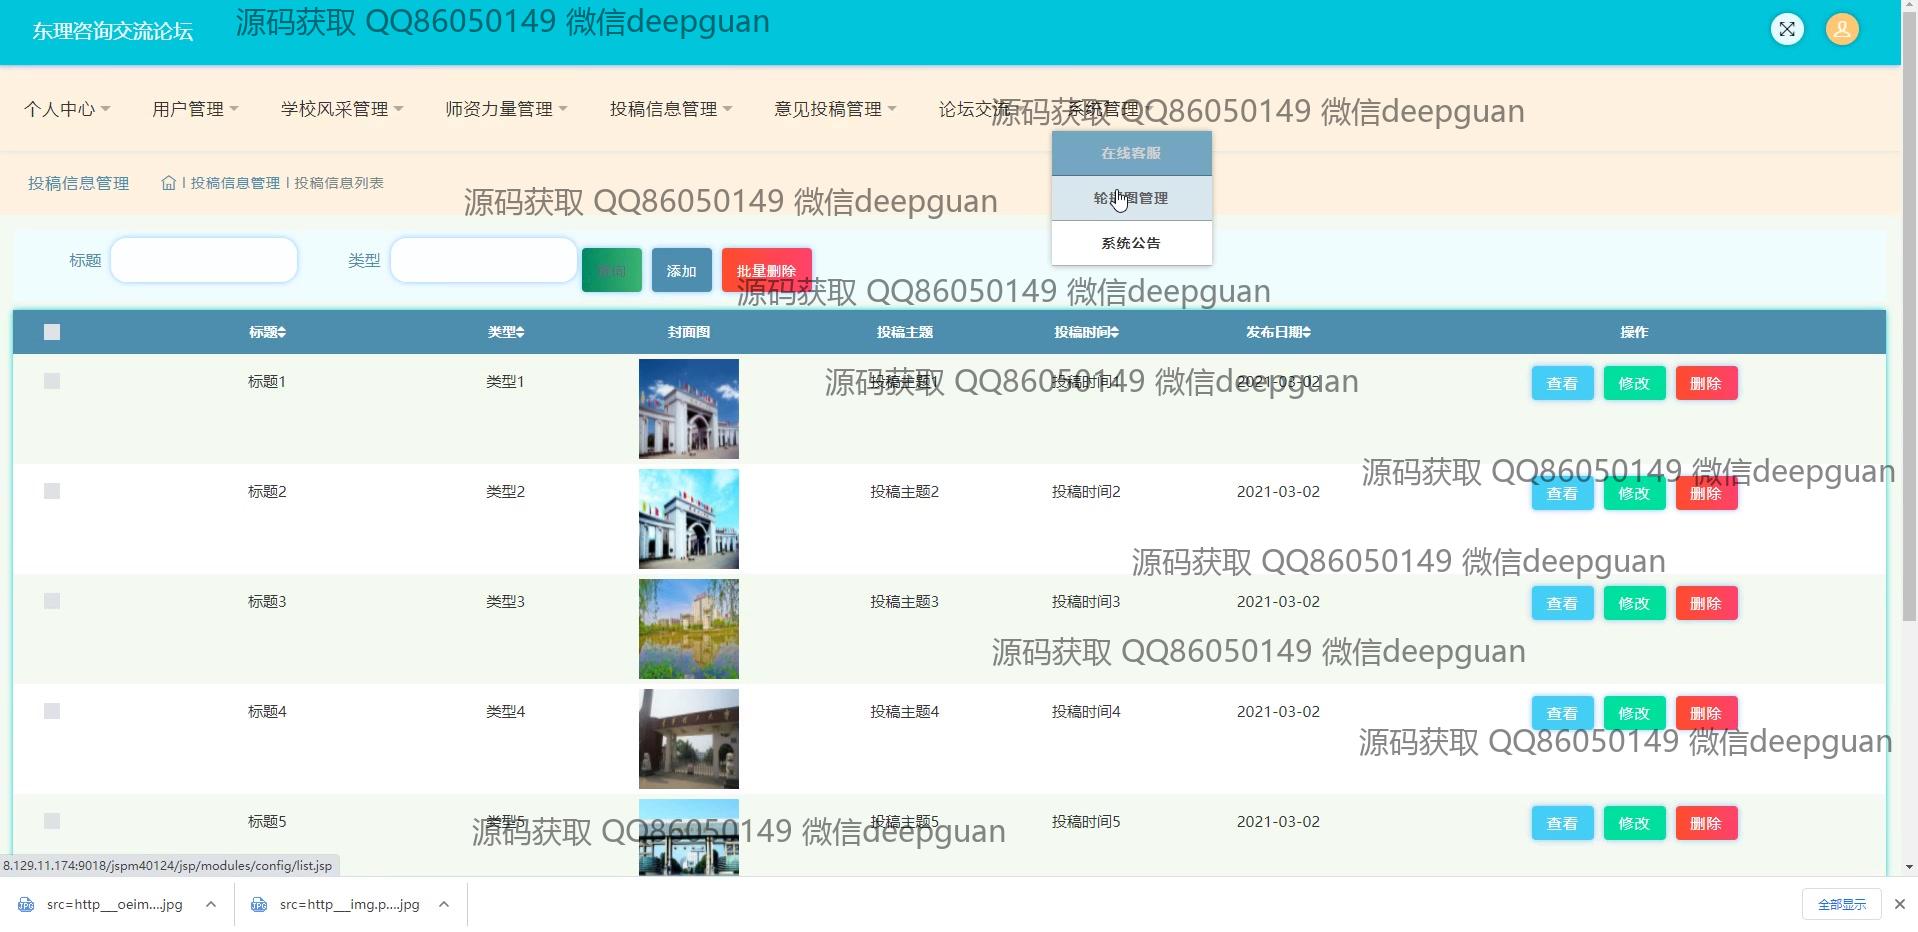 东理咨询交流论坛
源码获取 QQ86050149 微信deepguan
个人中心 用户管理 学校风采管理 师资力量管理 投稿信息管理 意见投稿管理 论坛交流 系统管理
源码获取 QQ86050149 微信deepguan
在线客服
投稿信息管理 投稿信息管理 投稿信息列表
源码获取 QQ86050149 微信deepguan
轮播图管理
系统公告
标题 类型 查询 添加 批量删除
源码获取 QQ86050149 微信deepguan
标题 类型 封面图 投稿主题 投稿时间 发布日期 操作
标题1 类型1 投稿主题1 投稿时间1 2021-03-02 查看 修改 删除
源码获取 QQ86050149 微信deepguan
源码获取 QQ86050149 微信deepguan
标题2 类型2 投稿主题2 投稿时间2 2021-03-02 查看 修改 删除
源码获取 QQ86050149 微信deepguan
标题3 类型3 投稿主题3 投稿时间3 2021-03-02 查看 修改 删除
源码获取 QQ86050149 微信deepguan
标题4 类型4 投稿主题4 投稿时间4 2021-03-02 查看 修改 删除
源码获取 QQ86050149 微信deepguan
标题5 类型5 投稿主题5 投稿时间5 2021-03-02 查看 修改 删除
源码获取 QQ86050149 微信deepguan
8.129.11.174:9018/jspm40124/jsp/modules/config/list.jsp
src=http___oeim....jpg src=http___img.p....jpg 全部显示